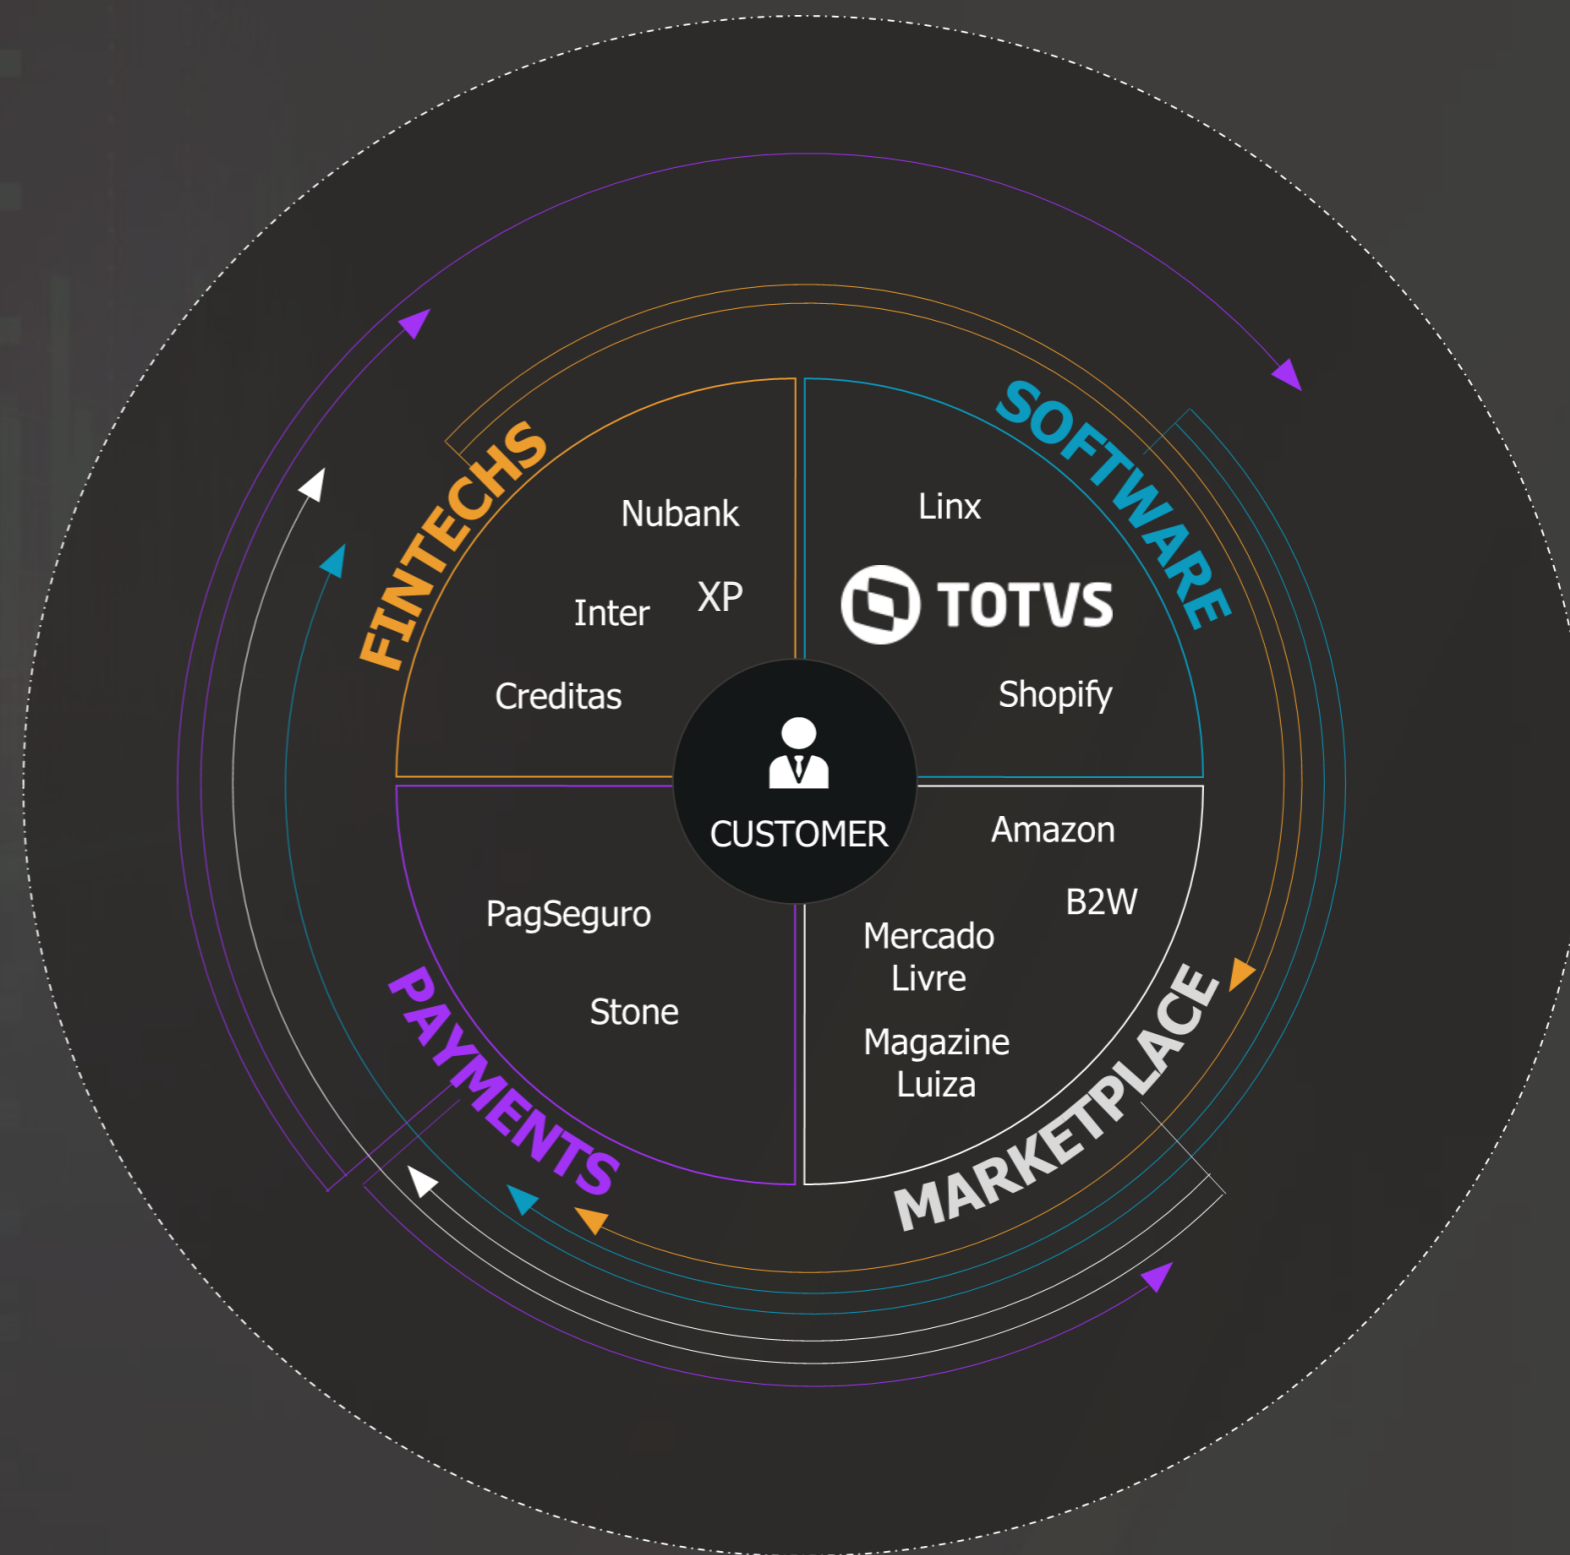 FINTECHS
Nubank
XP
Inter
Creditas
SOFTWARE
Linx
TOTVS
Shopify
CUSTOMER
PAYMENTS
PagSeguro
Stone
MARKETPLACE
Amazon
B2W
Mercado
Livre
Magazine
Luiza